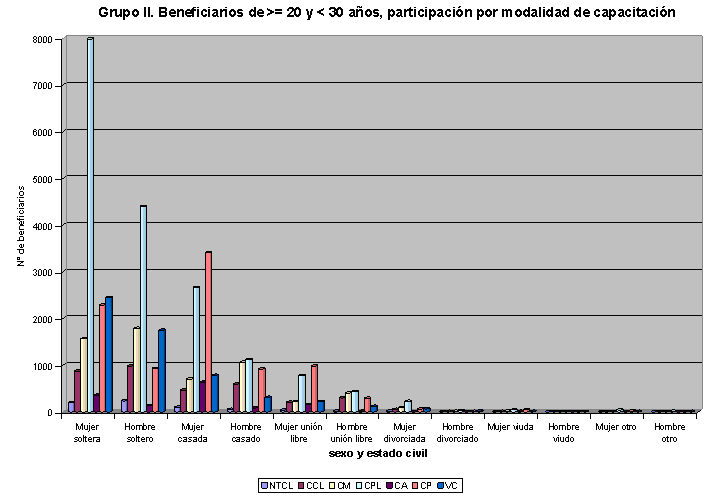 Grupo II. Beneficiarios de >= 20 y < 30 años, participación por modalidad de capacitación
8000
7000
6000
5000
4000
3000
2000
1000
0
N° de beneficiarios
Mujer soltera
Hombre soltero
Mujer casada
Hombre casado
Mujer unión libre
Hombre unión libre
Mujer divorciada
Hombre divorciado
Mujer viuda
Hombre viudo
Mujer otro
Hombre otro
sexo y estado civil
NTCL CCL CM CPL CA CP VC